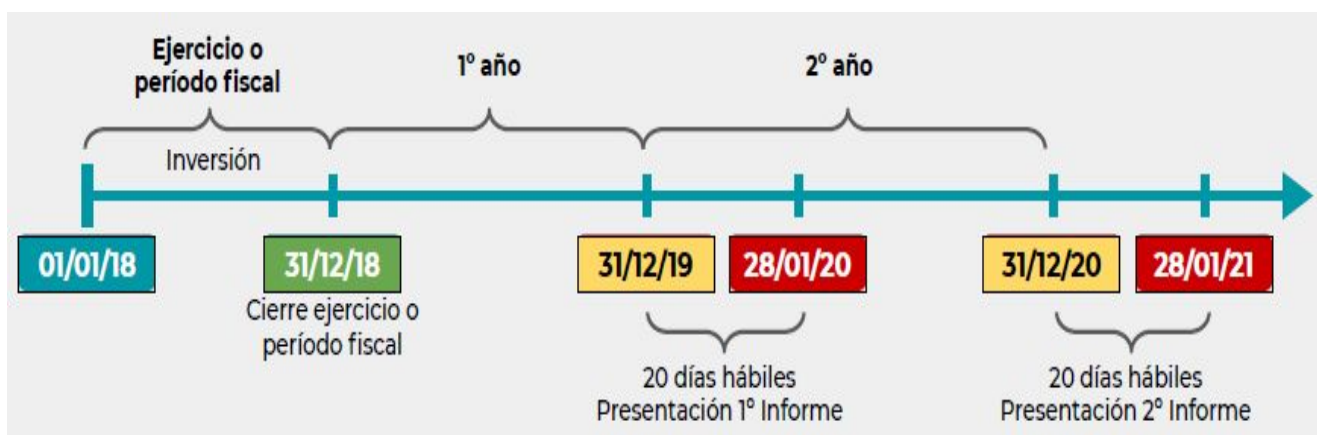 Ejercicio o
período fiscal
1º año
2º año
Inversión
01/01/18
31/12/18
31/12/19
28/01/20
31/12/20
28/01/21
Cierre ejercicio o
período fiscal
20 días hábiles
Presentación 1º Informe
20 días hábiles
Presentación 2º Informe